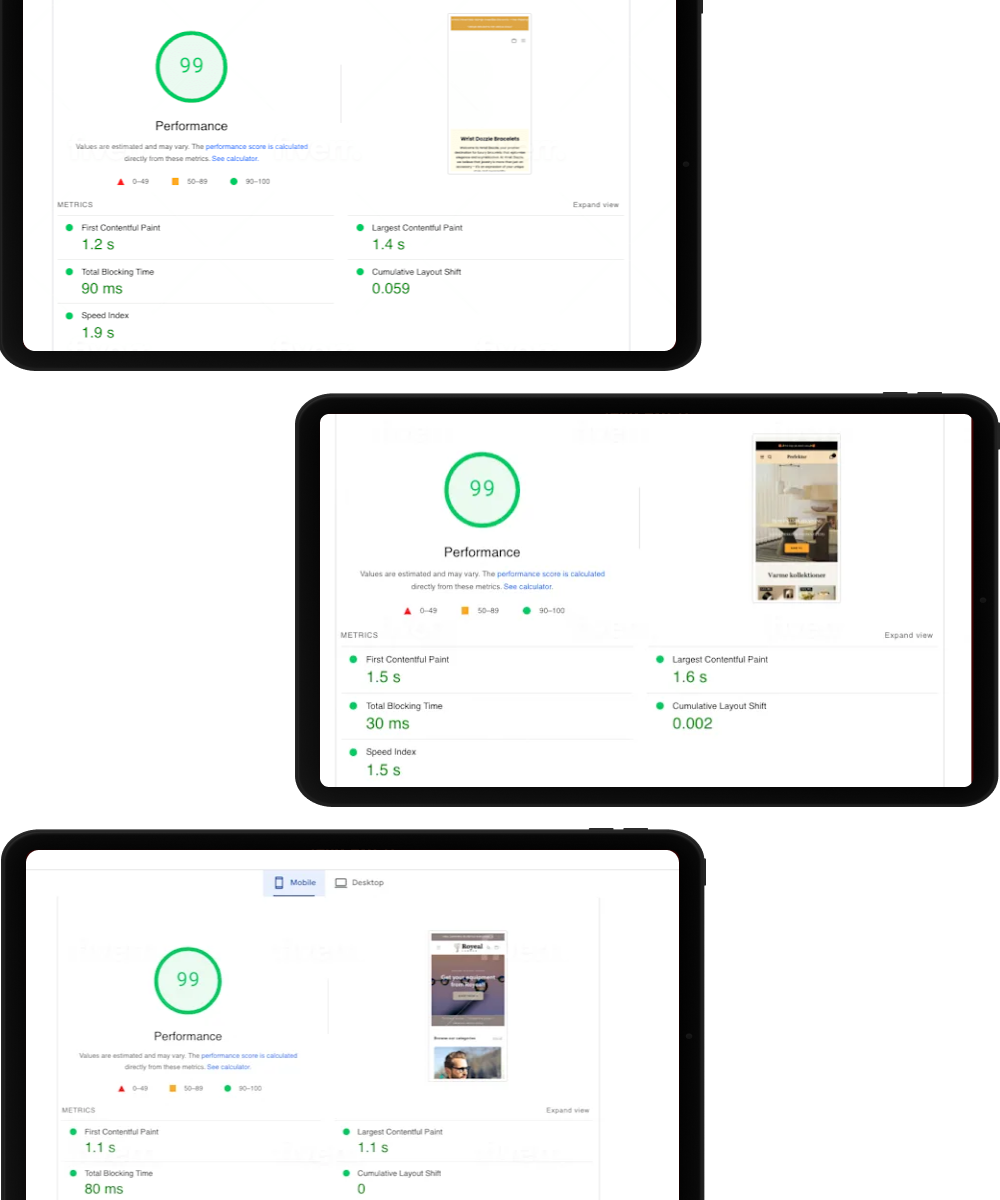 99
Performance
Values are estimated and may vary. The performance score is calculated
directly from these metrics. See calculator.
0–49 50–89 90–100
Wrist Dazzle Bracelets
METRICS
Expand view
First Contentful Paint
1.2 s
Largest Contentful Paint
1.4 s
Total Blocking Time
90 ms
Cumulative Layout Shift
0.059
Speed Index
1.9 s
99
Performance
Values are estimated and may vary. The performance score is calculated
directly from these metrics. See calculator.
0–49 50–89 90–100
Varme kollektioner
METRICS
Expand view
First Contentful Paint
1.5 s
Largest Contentful Paint
1.6 s
Total Blocking Time
30 ms
Cumulative Layout Shift
0.002
Speed Index
1.5 s
Mobile Desktop
99
Performance
Values are estimated and may vary. The performance score is calculated
directly from these metrics. See calculator.
0–49 50–89 90–100
Royeal
Get your equipment
from Royeal!
Browse our categories
METRICS
Expand view
First Contentful Paint
1.1 s
Largest Contentful Paint
1.1 s
Total Blocking Time
80 ms
Cumulative Layout Shift
0